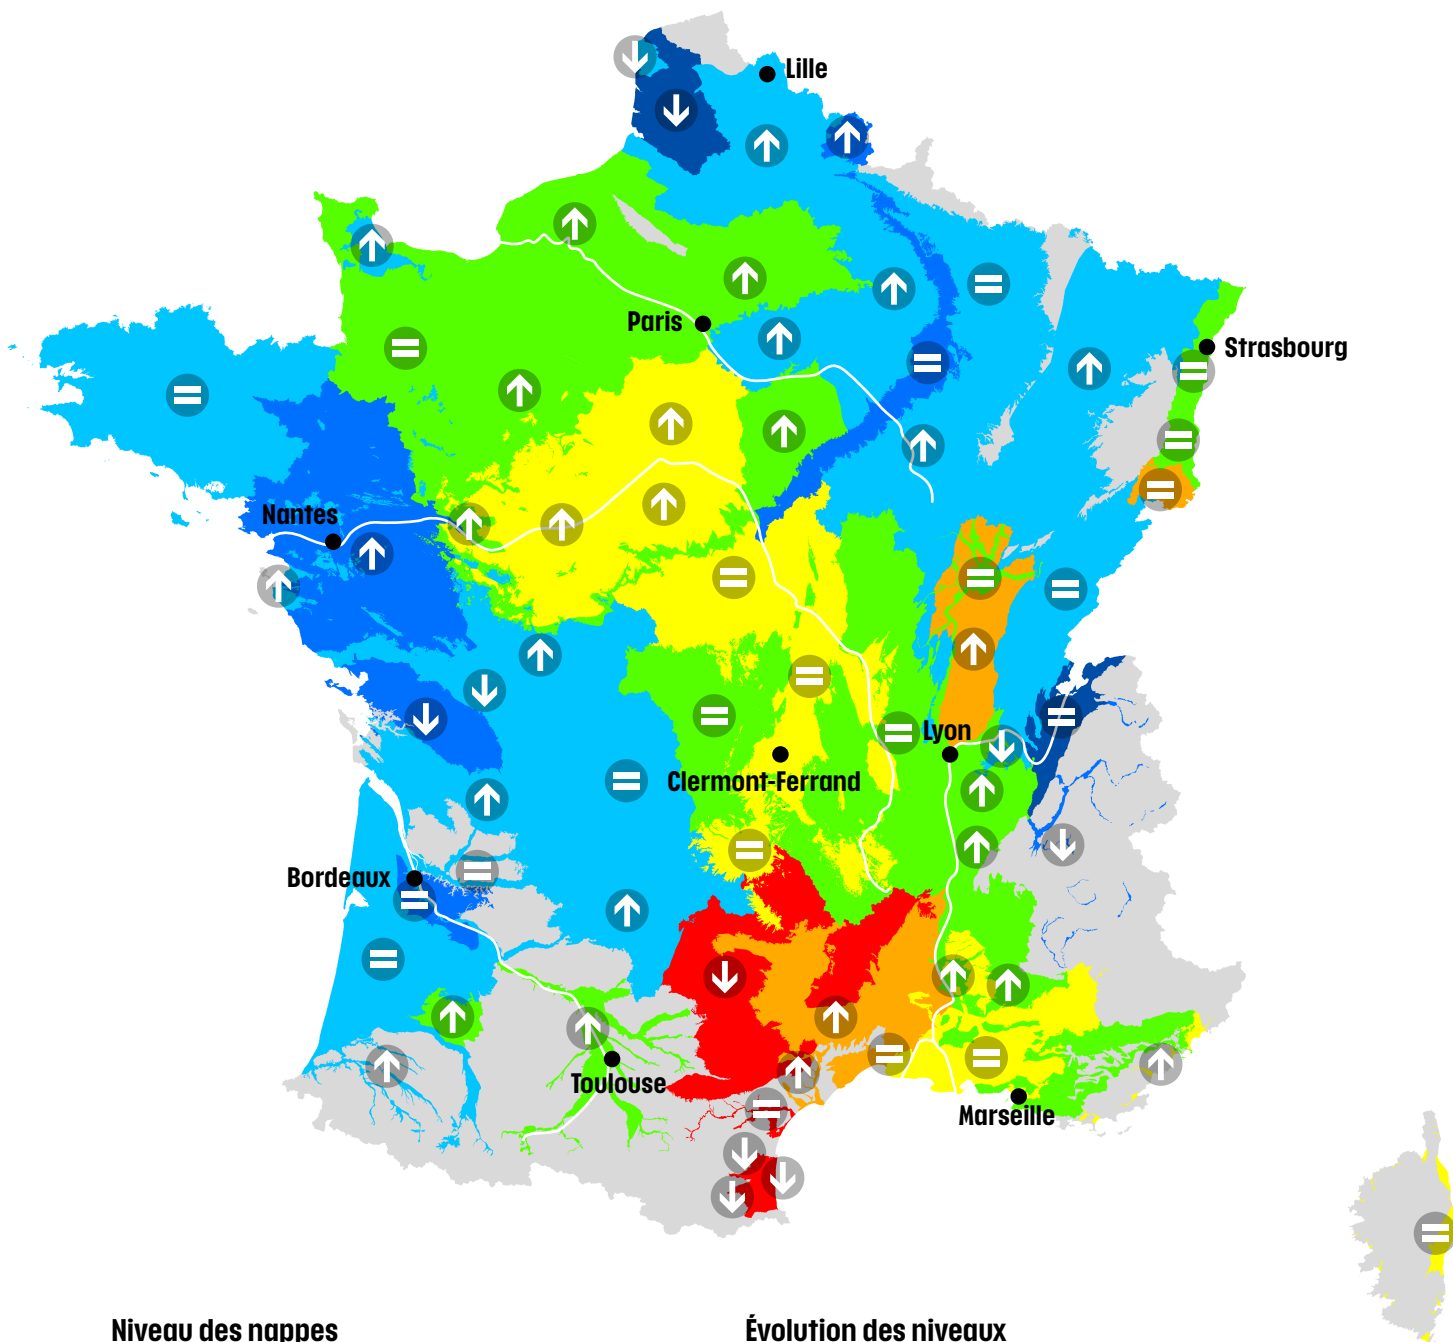 Lille
Paris
Strasbourg
Nantes
Lyon
Clermont-Ferrand
Bordeaux
Toulouse
Marseille
Niveau des nappes
Évolution des niveaux